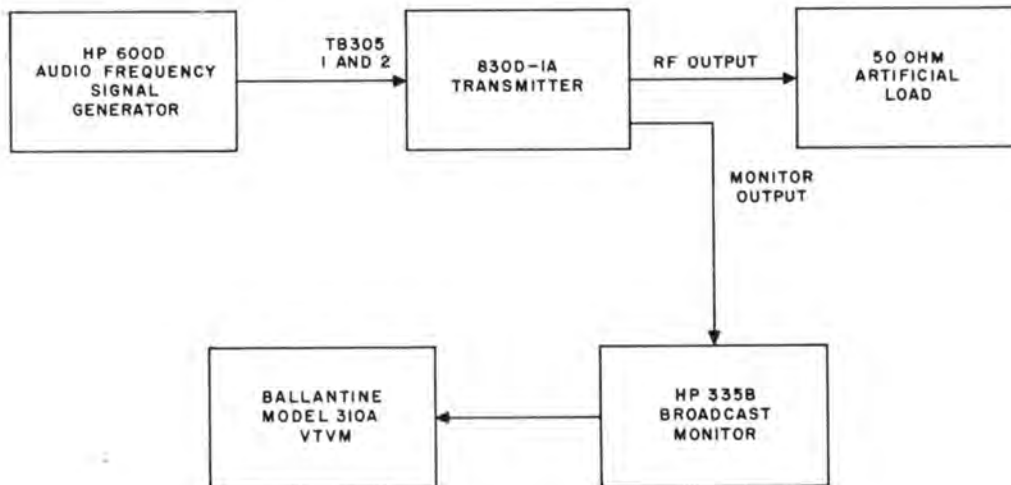 HP 600D
AUDIO FREQUENCY
SIGNAL
GENERATOR
TB305
1 AND 2
830D-1A
TRANSMITTER
RF OUTPUT
50 OHM
ARTIFICIAL
LOAD
MONITOR
OUTPUT
BALLANTINE
MODEL 310A
VTVM
HP 335B
BROADCAST
MONITOR